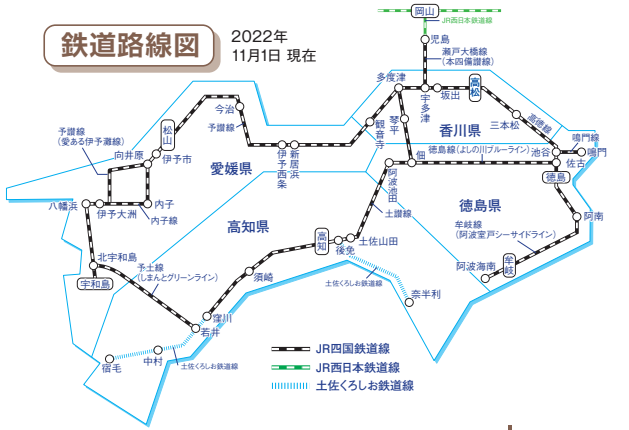 鉄道路線図
2022年
11月1日 現在
岡山
JR西日本鉄道線
児島
瀬戸大橋線
(本四備讃線)
多度津
宇多津
坂出
高松
高徳線
三本松
鳴門線
池谷
鳴門
佐古
徳島
香川県
琴平
観音寺
佃
徳島線(よしの川ブルーライン)
阿波池田
土讃線
徳島県
阿南
牟岐線
(阿波室戸シーサイドライン)
牟岐
阿波海南
今治
予讃線
松山
予讃線
(愛ある伊予灘線)
向井原
伊予市
伊予西条
新居浜
愛媛県
八幡浜
伊予大洲
内子
内子線
高知県
高知
後免
土佐山田
土佐くろしお鉄道線
奈半利
北宇和島
宇和島
予土線
(しまんとグリーンライン)
須崎
窪川
若井
中村
宿毛
土佐くろしお鉄道線
JR四国鉄道線
JR西日本鉄道線
土佐くろしお鉄道線